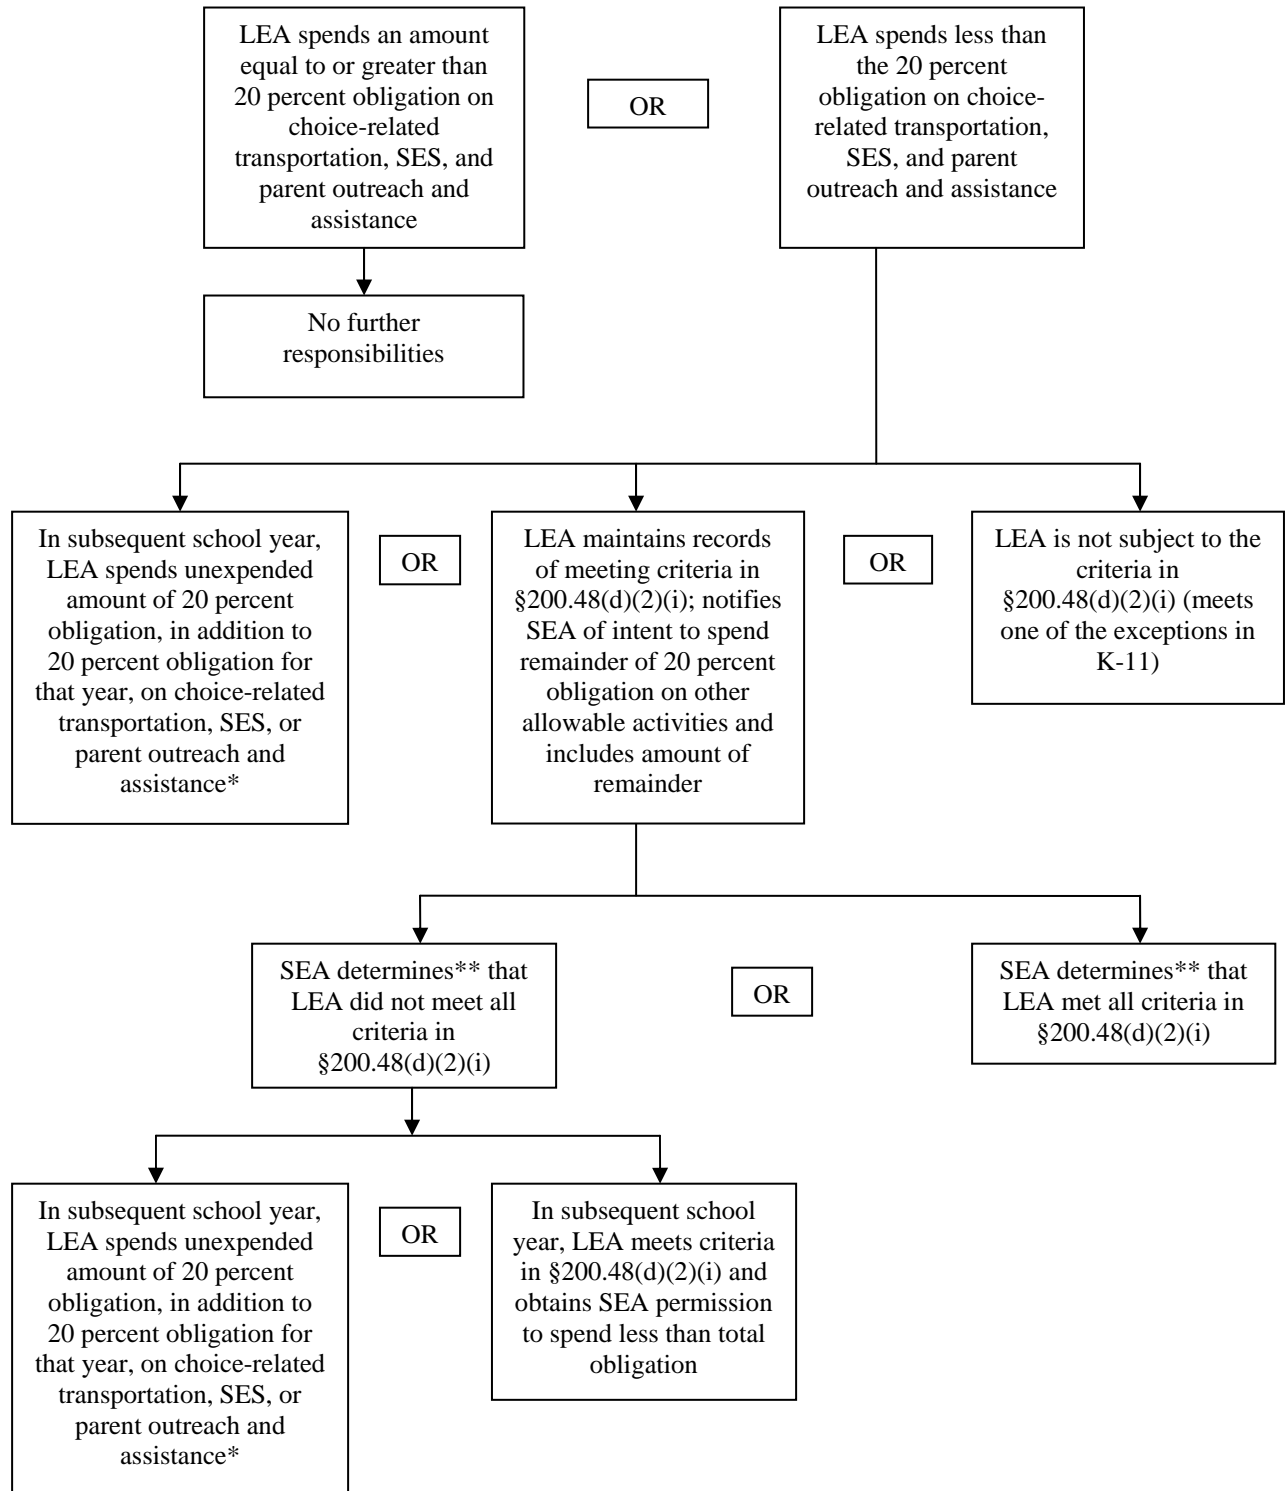 LEA spends an amount
equal to or greater than
20 percent obligation on
choice-related
transportation, SES, and
parent outreach and
assistance
OR
LEA spends less than
the 20 percent
obligation on choice-
related transportation,
SES, and parent
outreach and assistance
No further
responsibilities
In subsequent school year,
LEA spends unexpended
amount of 20 percent
obligation, in addition to
20 percent obligation for
that year, on choice-related
transportation, SES, or
parent outreach and
assistance*
OR
LEA maintains records
of meeting criteria in
§200.48(d)(2)(i); notifies
SEA of intent to spend
remainder of 20 percent
obligation on other
allowable activities and
includes amount of
remainder
OR
LEA is not subject to the
criteria in
§200.48(d)(2)(i) (meets
one of the exceptions in
K-11)
SEA determines** that
LEA did not meet all
criteria in
§200.48(d)(2)(i)
OR
SEA determines** that
LEA met all criteria in
§200.48(d)(2)(i)
In subsequent school year,
LEA spends unexpended
amount of 20 percent
obligation, in addition to
20 percent obligation for
that year, on choice-related
transportation, SES, or
parent outreach and
assistance*
OR
In subsequent school
year, LEA meets criteria
in §200.48(d)(2)(i) and
obtains SEA permission
to spend less than total
obligation